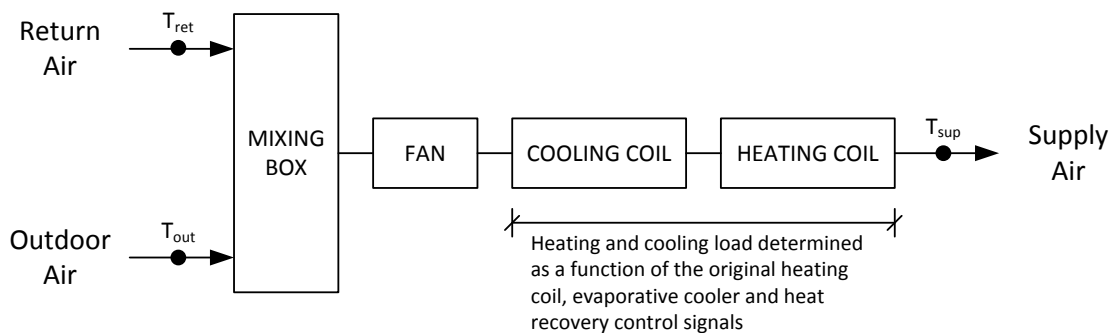 Return
Air
T_ret
MIXING
BOX
FAN
COOLING COIL
HEATING COIL
T_sup
Supply
Air
Outdoor
Air
T_out
Heating and cooling load determined
as a function of the original heating
coil, evaporative cooler and heat
recovery control signals